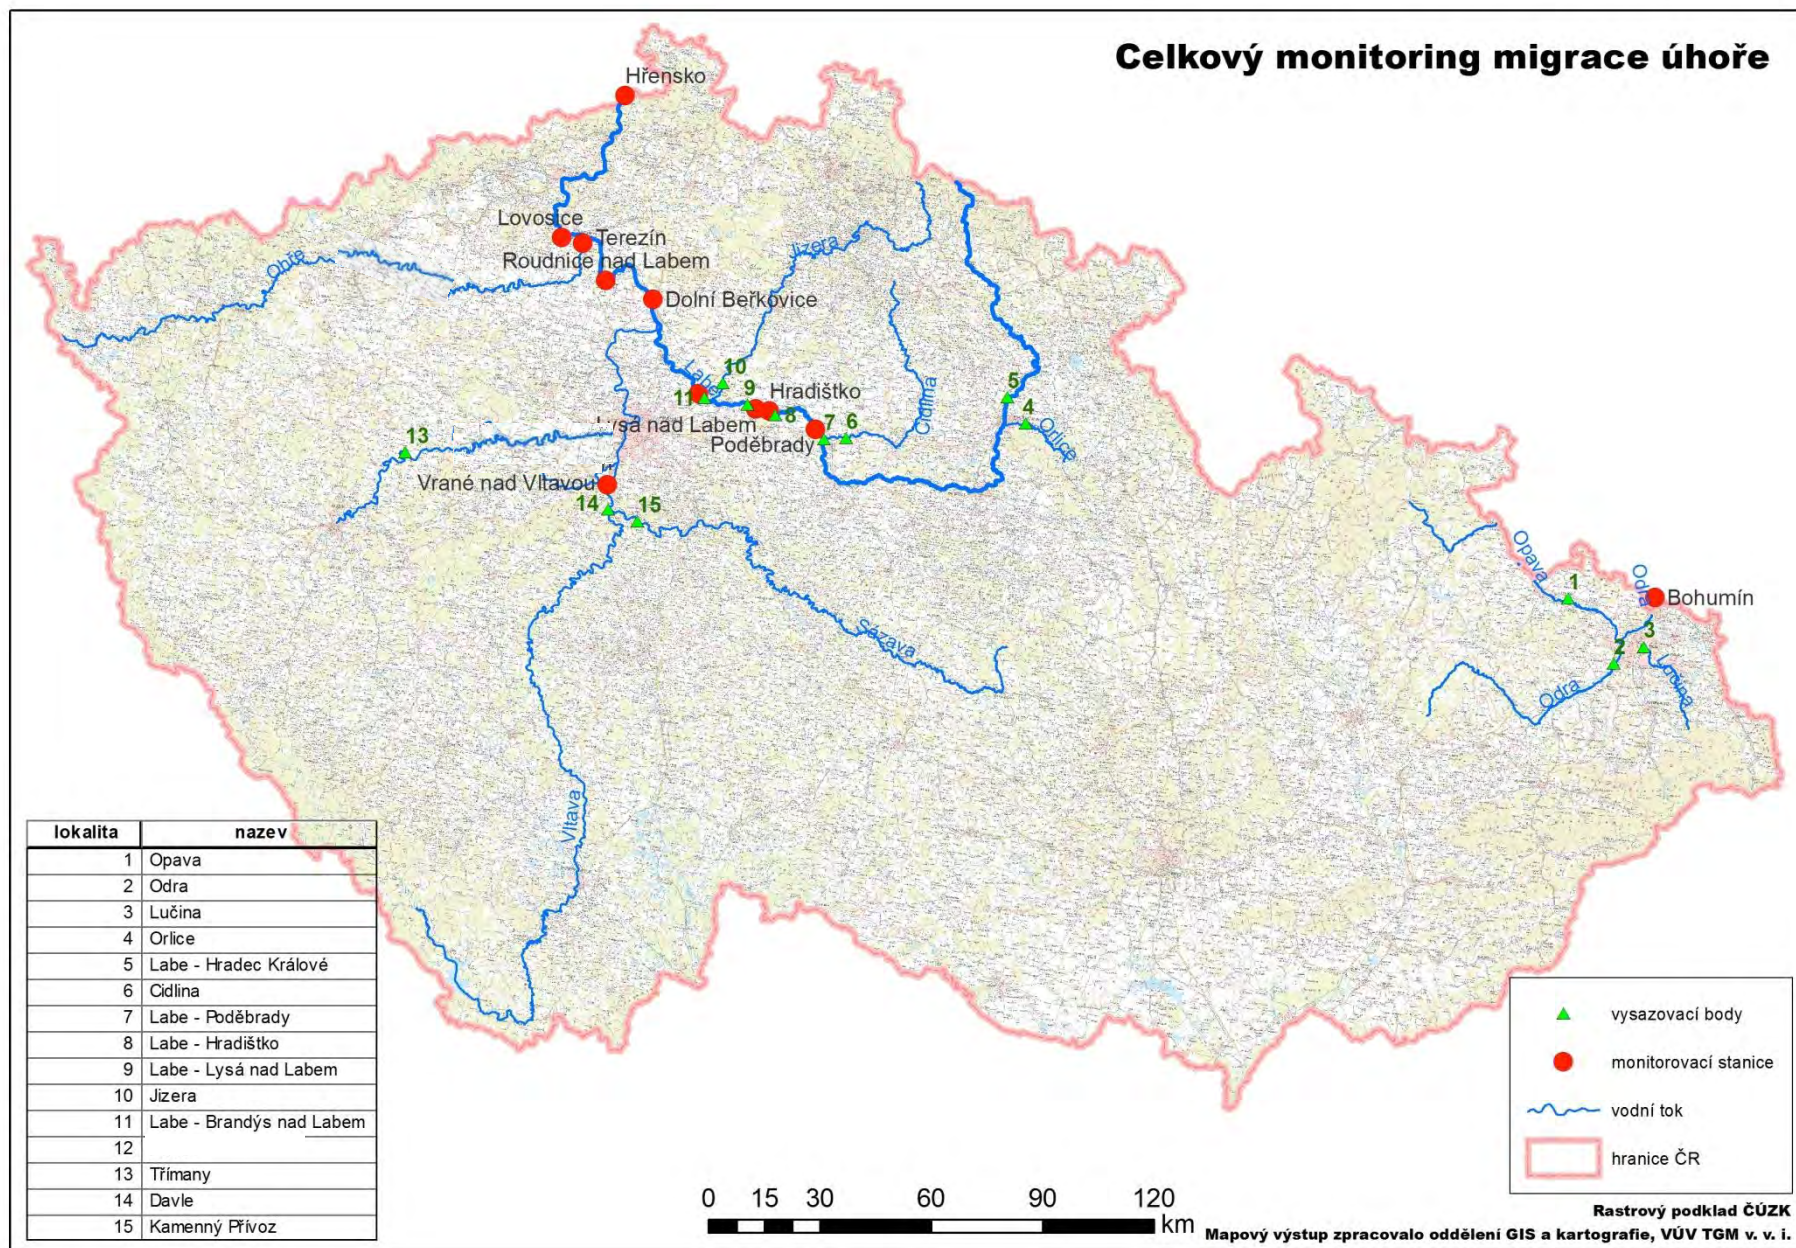 Celkový monitoring migrace úhoře
Hřensko
Lovosice
Terezín
Roudnice nad Labem
Dolní Beřkovice
Ohře
Jizera
Labe
Cidlina
10
9
11
Hradištko
8
Lysá nad Labem
Poděbrady
7
6
5
4
Orlice
13
Vrané nad Vltavou
14
15
Sázava
Vltava
Opava
1
Odra
Bohumín
3
2
Odra
Lučina
lokalita nazev
1 Opava
2 Odra
3 Lučina
4 Orlice
5 Labe - Hradec Králové
6 Cidlina
7 Labe - Poděbrady
8 Labe - Hradištko
9 Labe - Lysá nad Labem
10 Jizera
11 Labe - Brandýs nad Labem
12
13 Třímany
14 Davle
15 Kamenný Přívoz
vysazovací body
monitorovací stanice
vodní tok
hranice ČR
0 15 30 60 90 120
km
Rastrový podklad ČÚZK
Mapový výstup zpracovalo oddělení GIS a kartografie, VÚV TGM v. v. i.